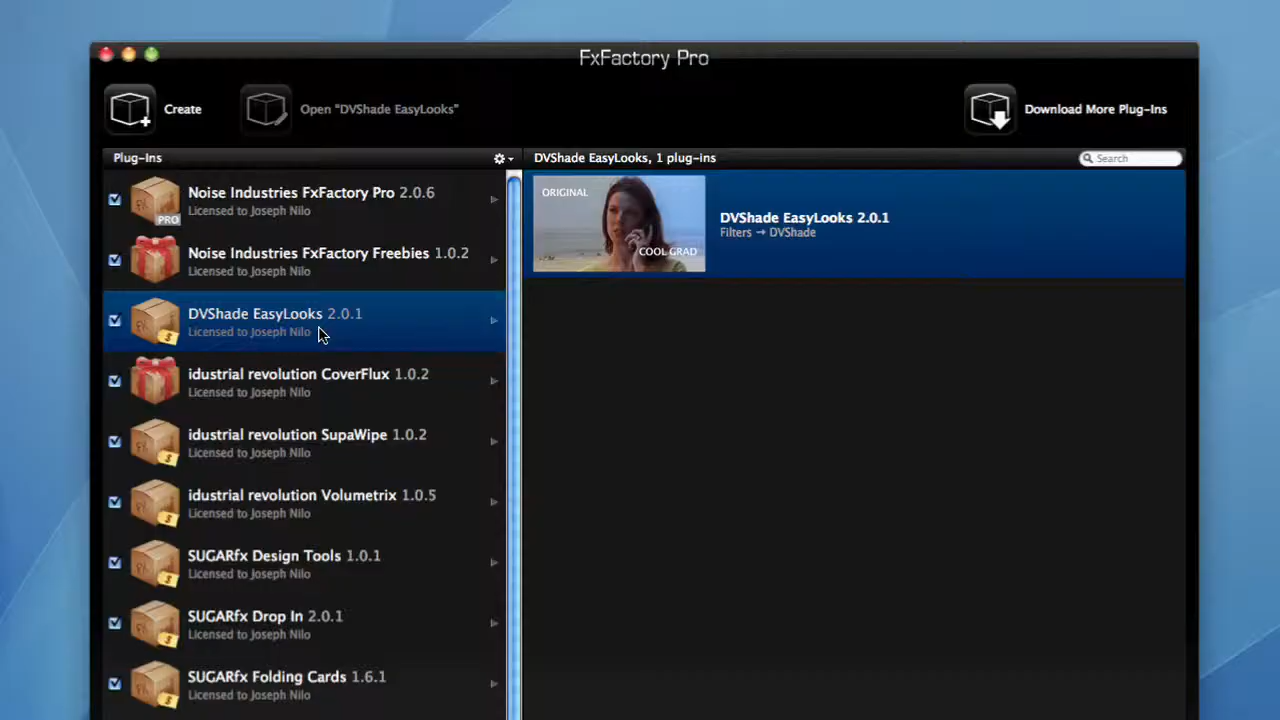 FxFactory Pro
Create
Open "DVShade EasyLooks"
Download More Plug-Ins
Plug-Ins
DVShade EasyLooks, 1 plug-ins
Search
Noise Industries FxFactory Pro 2.0.6
Licensed to Joseph Nilo
PRO
Noise Industries FxFactory Freebies 1.0.2
Licensed to Joseph Nilo
DVShade EasyLooks 2.0.1
Licensed to Joseph Nilo
idustrial revolution CoverFlux 1.0.2
Licensed to Joseph Nilo
idustrial revolution SupaWipe 1.0.2
Licensed to Joseph Nilo
idustrial revolution Volumetrix 1.0.5
Licensed to Joseph Nilo
SUGARfx Design Tools 1.0.1
Licensed to Joseph Nilo
SUGARfx Drop In 2.0.1
Licensed to Joseph Nilo
SUGARfx Folding Cards 1.6.1
Licensed to Joseph Nilo
ORIGINAL
COOL GRAD
DVShade EasyLooks 2.0.1
Filters → DVShade